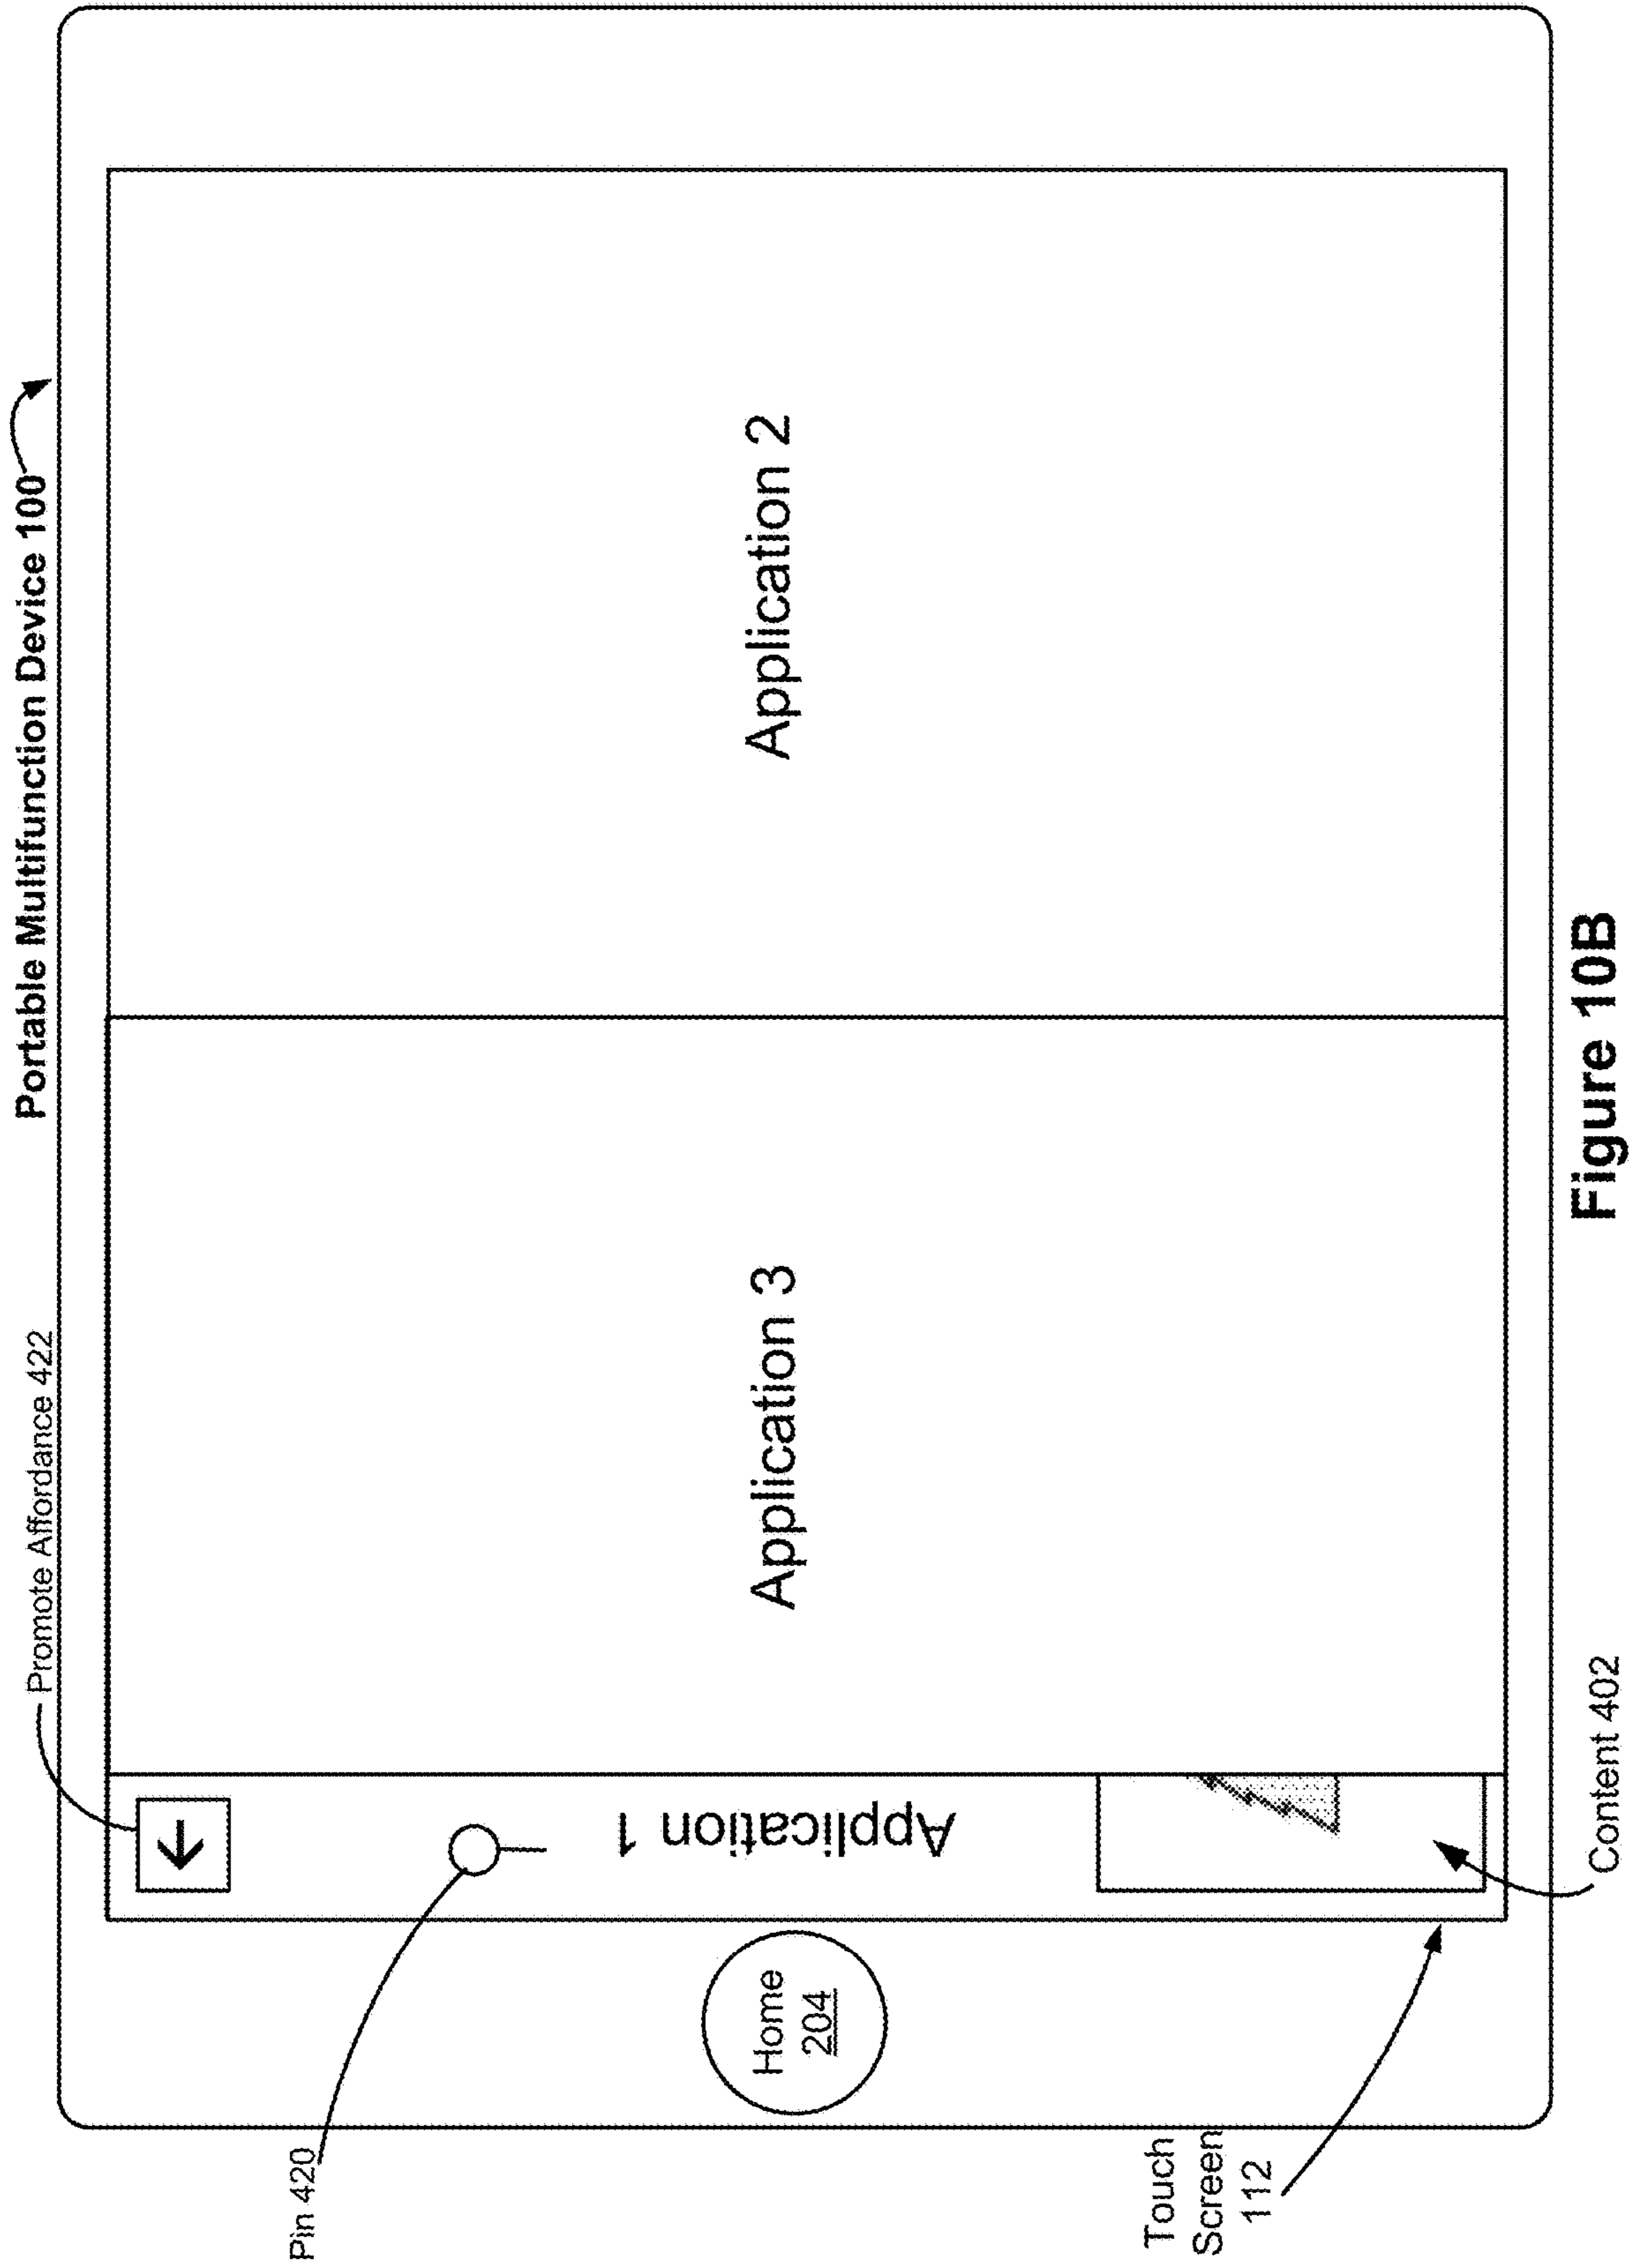 Portable Multifunction Device 100
Promote Affordance 422
Pin 420
Application 1
Application 3
Application 2
Home
204
Touch
Screen
112
Content 402
Figure 10B